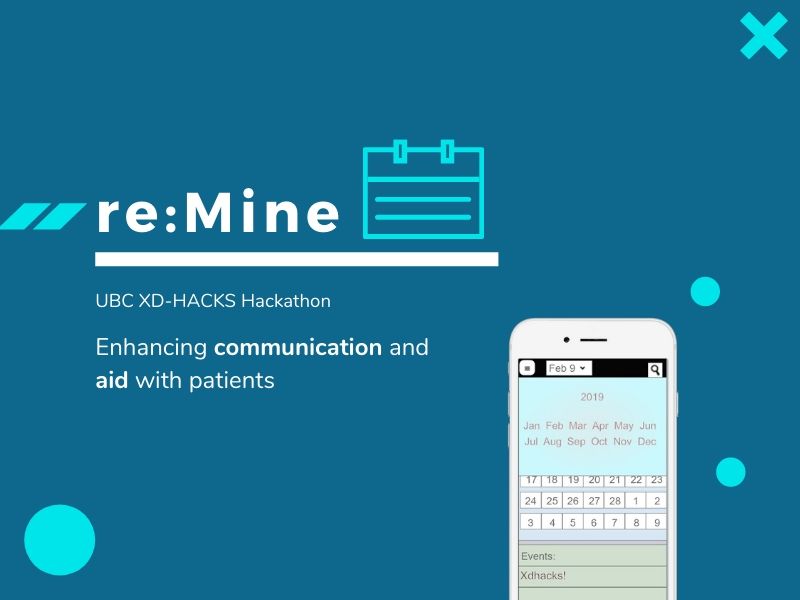 re:Mine
UBC XD-HACKS Hackathon
Enhancing communication and
aid with patients
Feb 9
2019
Jan Feb Mar Apr May Jun
Jul Aug Sep Oct Nov Dec
17 18 19 20 21 22 23
24 25 26 27 28 1 2
3 4 5 6 7 8 9
Events:
Xdhacks!